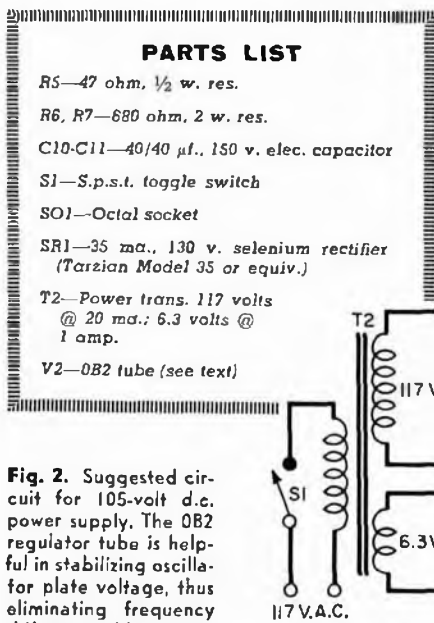 PARTS LIST
R5—47 ohm, ½ w. res.
R6, R7—680 ohm, 2 w. res.
C10-C11—40/40 µf., 150 v. elec. capacitor
S1—S.p.s.t. toggle switch
SO1—Octal socket
SR1—35 ma., 130 v. selenium rectifier
(Tarzian Model 35 or equiv.)
T2—Power trans. 117 volts
@ 20 ma.; 6.3 volts @
1 amp.
V2—0B2 tube (see text)
T2
117 V
S1
6.3V
117 V.A.C.
Fig. 2. Suggested cir-
cuit for 105-volt d.c.
power supply. The 0B2
regulator tube is help-
ful in stabilizing oscilla-
for plate voltage, thus
eliminating frequency